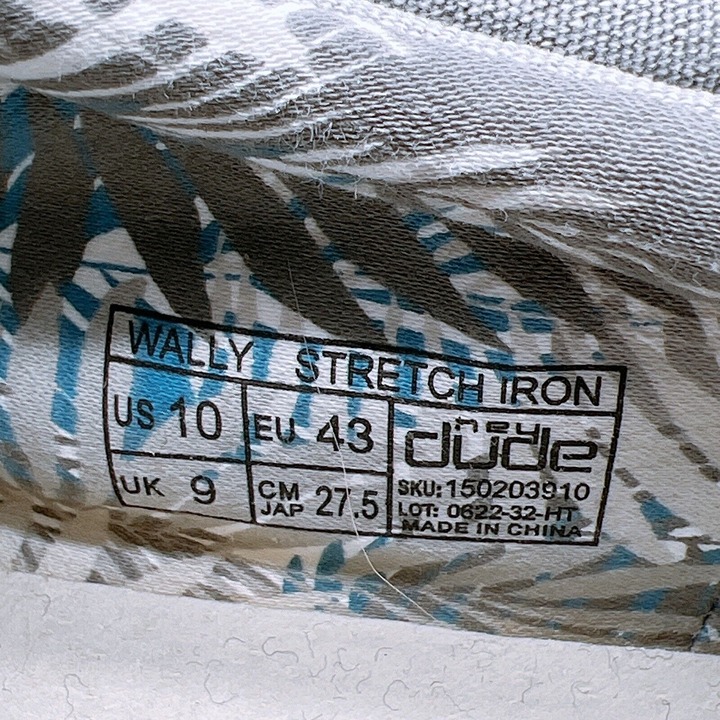 WALLY STRETCH IRON
US 10
EU 43
hey
dude
UK 9
CM
JAP 27.5
SKU: 150203910
LOT: 0622-32-HT
MADE IN CHINA